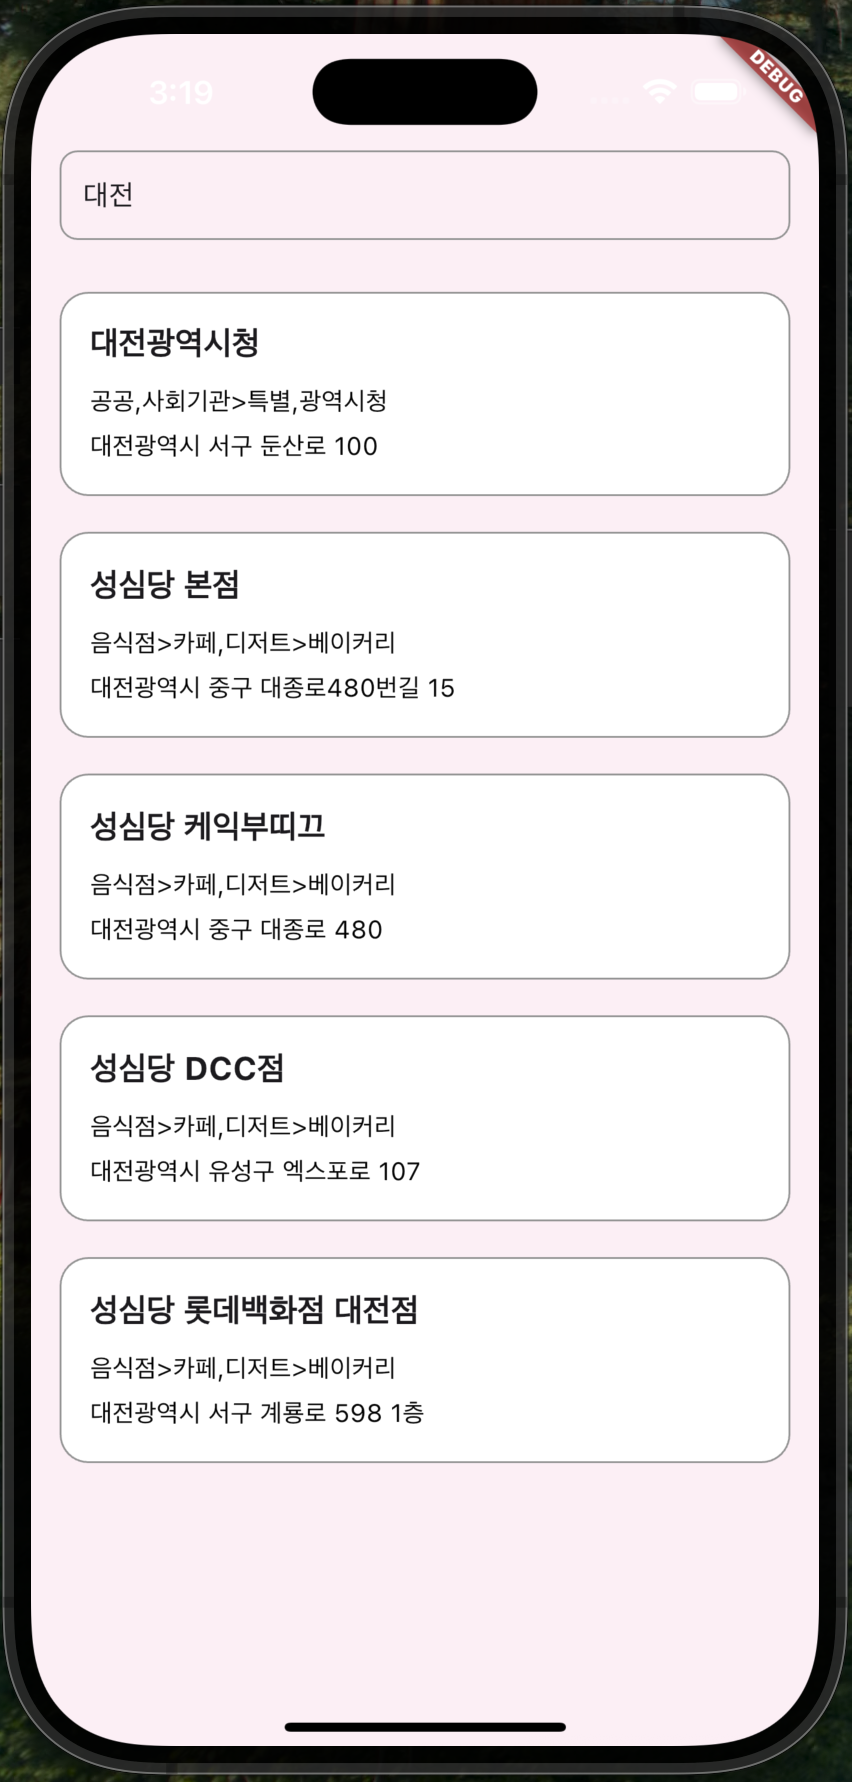 3:19
DEBUG
대전
대전광역시청
공공,사회기관>특별,광역시청
대전광역시 서구 둔산로 100
성심당 본점
음식점>카페,디저트>베이커리
대전광역시 중구 대종로480번길 15
성심당 케익부띠끄
음식점>카페,디저트>베이커리
대전광역시 중구 대종로 480
성심당 DCC점
음식점>카페,디저트>베이커리
대전광역시 유성구 엑스포로 107
성심당 롯데백화점 대전점
음식점>카페,디저트>베이커리
대전광역시 서구 계룡로 598 1층